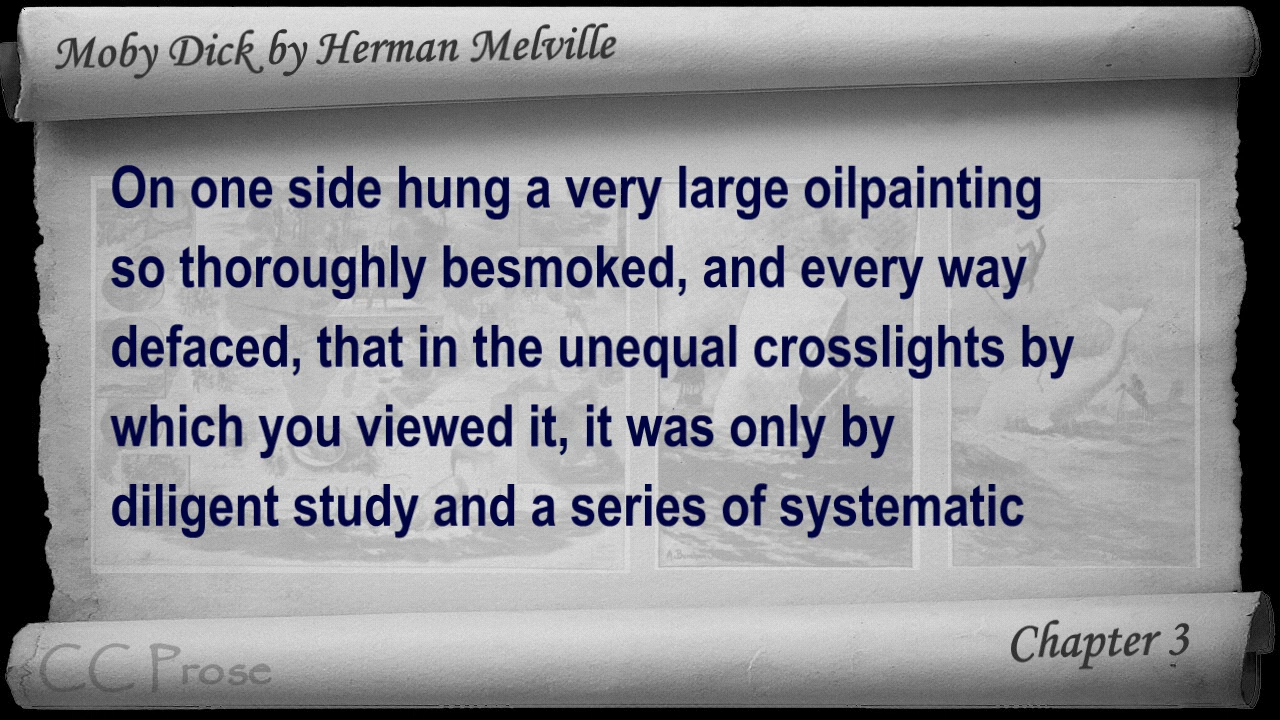 Moby Dick by Herman Melville
On one side hung a very large oilpainting
so thoroughly besmoked, and every way
defaced, that in the unequal crosslights by
which you viewed it, it was only by
diligent study and a series of systematic
Chapter 3
CC Prose